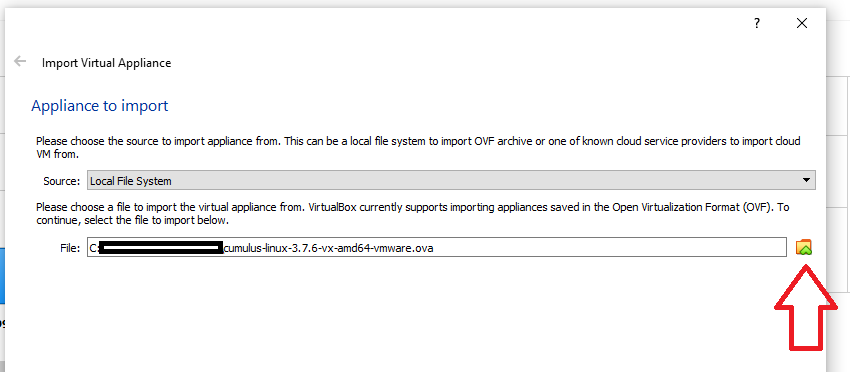 ?
Import Virtual Appliance
Appliance to import
Please choose the source to import appliance from. This can be a local file system to import OVF archive or one of known cloud service providers to import cloud
VM from.
Source: Local File System
Please choose a file to import the virtual appliance from. VirtualBox currently supports importing appliances saved in the Open Virtualization Format (OVF). To
continue, select the file to import below.
File: C: cumulus-linux-3.7.6-vx-amd64-vmware.ova